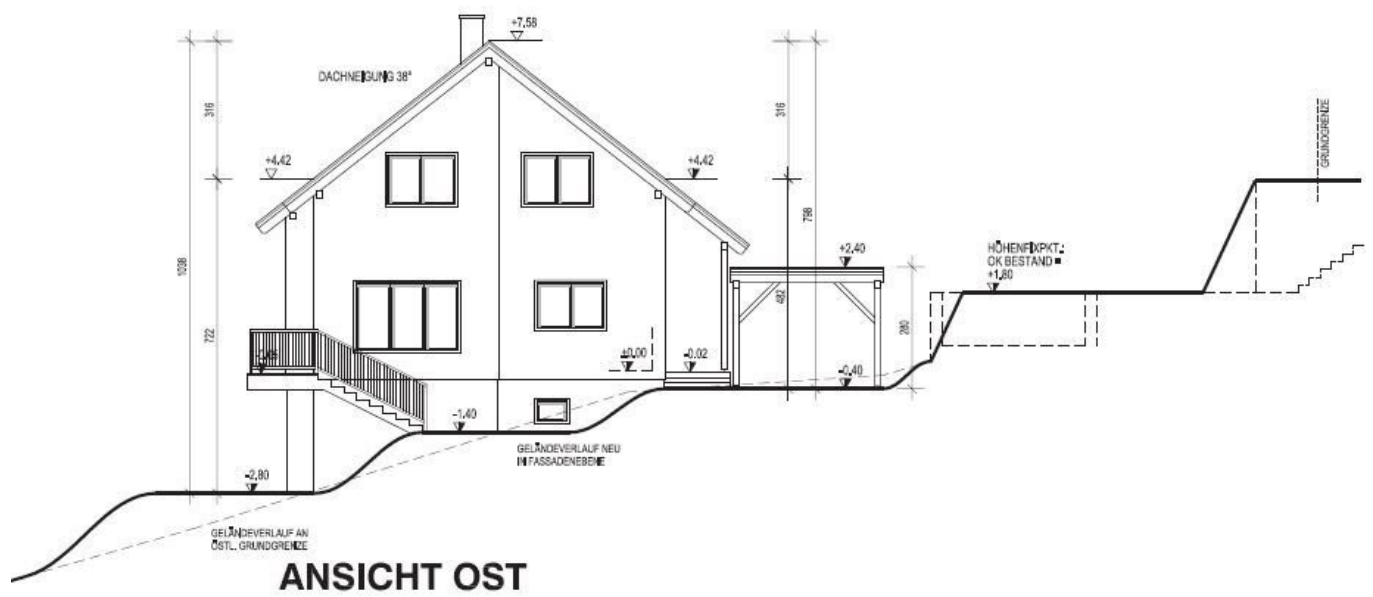 +7,58
DACHNEIGUNG 38°
316
316
GRUNDGRENZE
+4.42
+4.42
798
+2.40
HÖHENFIXPKT.:
OK BESTAND =
+1.80
1038
722
482
280
±0.00
-0.02
-0.40
-1.40
GELÄNDEVERLAUF NEU
IN FASSADENEBENE
-2,80
GELÄNDEVERLAUF AN
ÖSTL. GRUNDGRENZE
ANSICHT OST